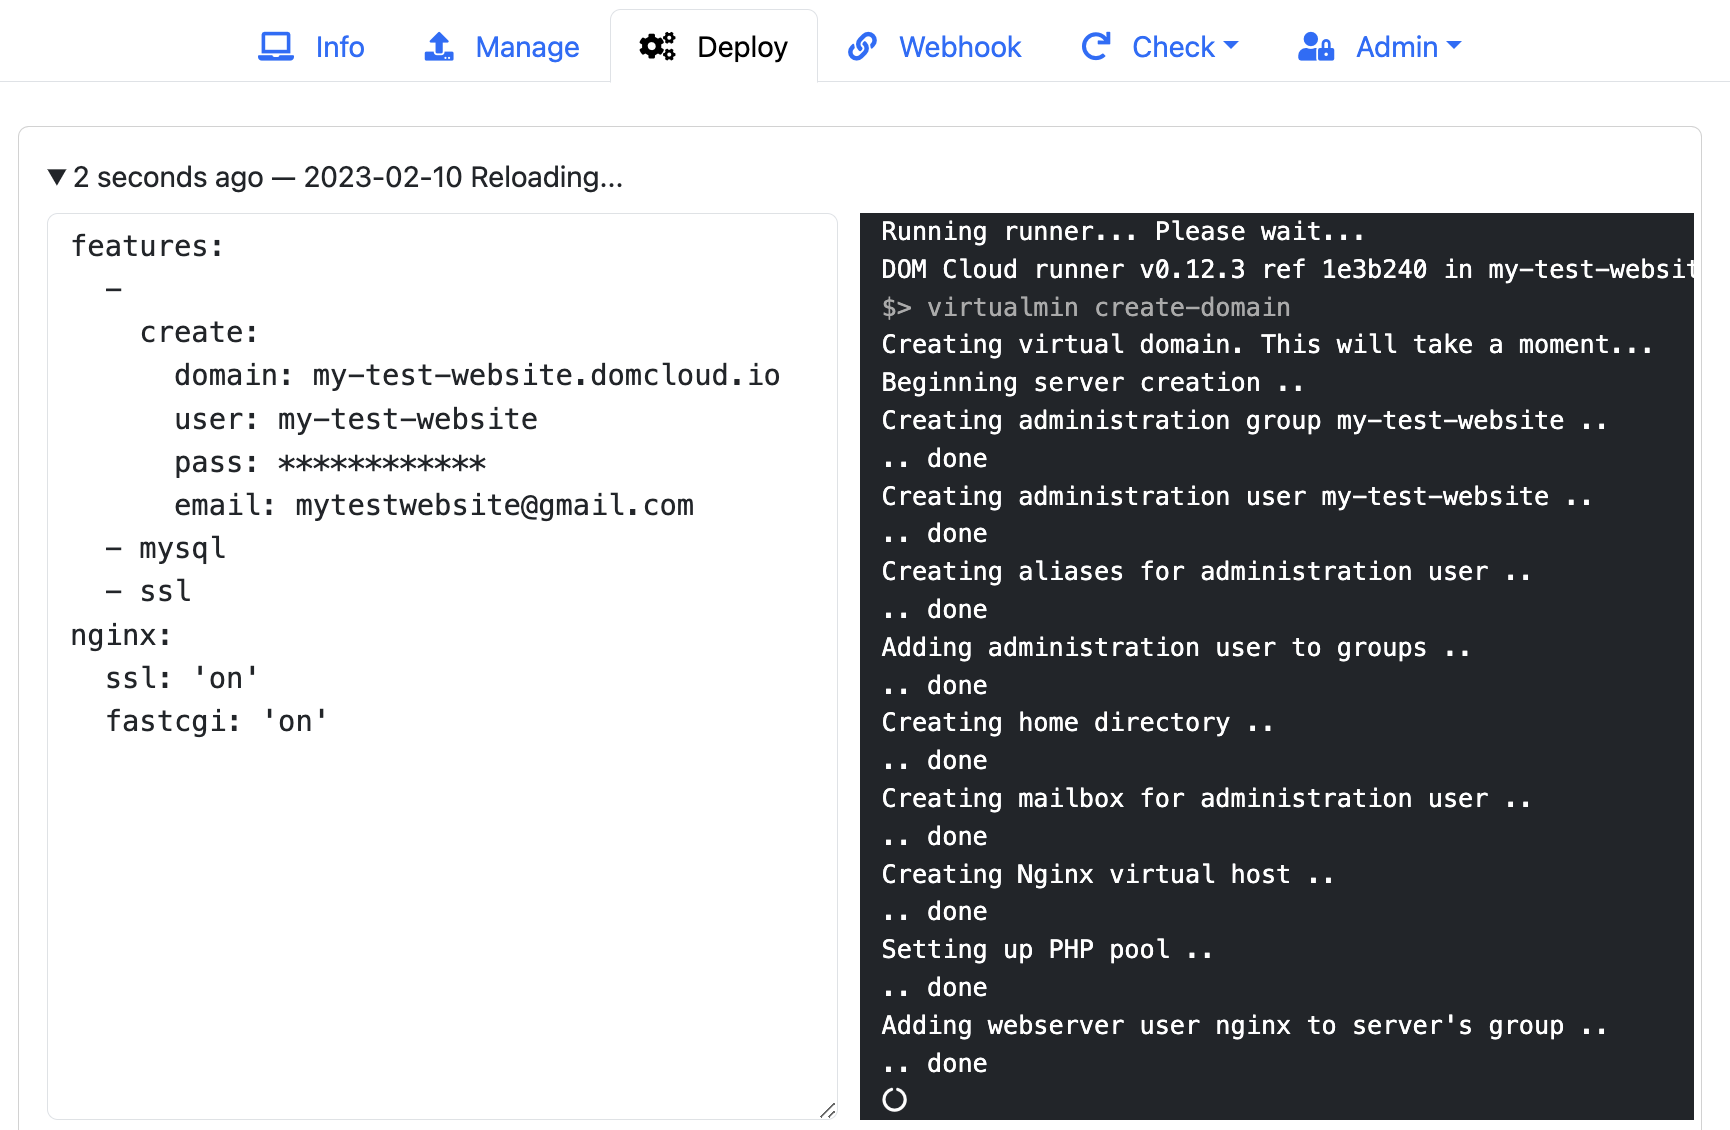 Info Manage Deploy Webhook Check Admin
▼ 2 seconds ago — 2023-02-10 Reloading...
features:
  -
    create:
      domain: my-test-website.domcloud.io
      user: my-test-website
      pass: ************
      email: mytestwebsite@gmail.com
  - mysql
  - ssl
nginx:
  ssl: 'on'
  fastcgi: 'on'
Running runner... Please wait...
DOM Cloud runner v0.12.3 ref 1e3b240 in my-test-websit
$> virtualmin create-domain
Creating virtual domain. This will take a moment...
Beginning server creation ..
Creating administration group my-test-website ..
.. done
Creating administration user my-test-website ..
.. done
Creating aliases for administration user ..
.. done
Adding administration user to groups ..
.. done
Creating home directory ..
.. done
Creating mailbox for administration user ..
.. done
Creating Nginx virtual host ..
.. done
Setting up PHP pool ..
.. done
Adding webserver user nginx to server's group ..
.. done